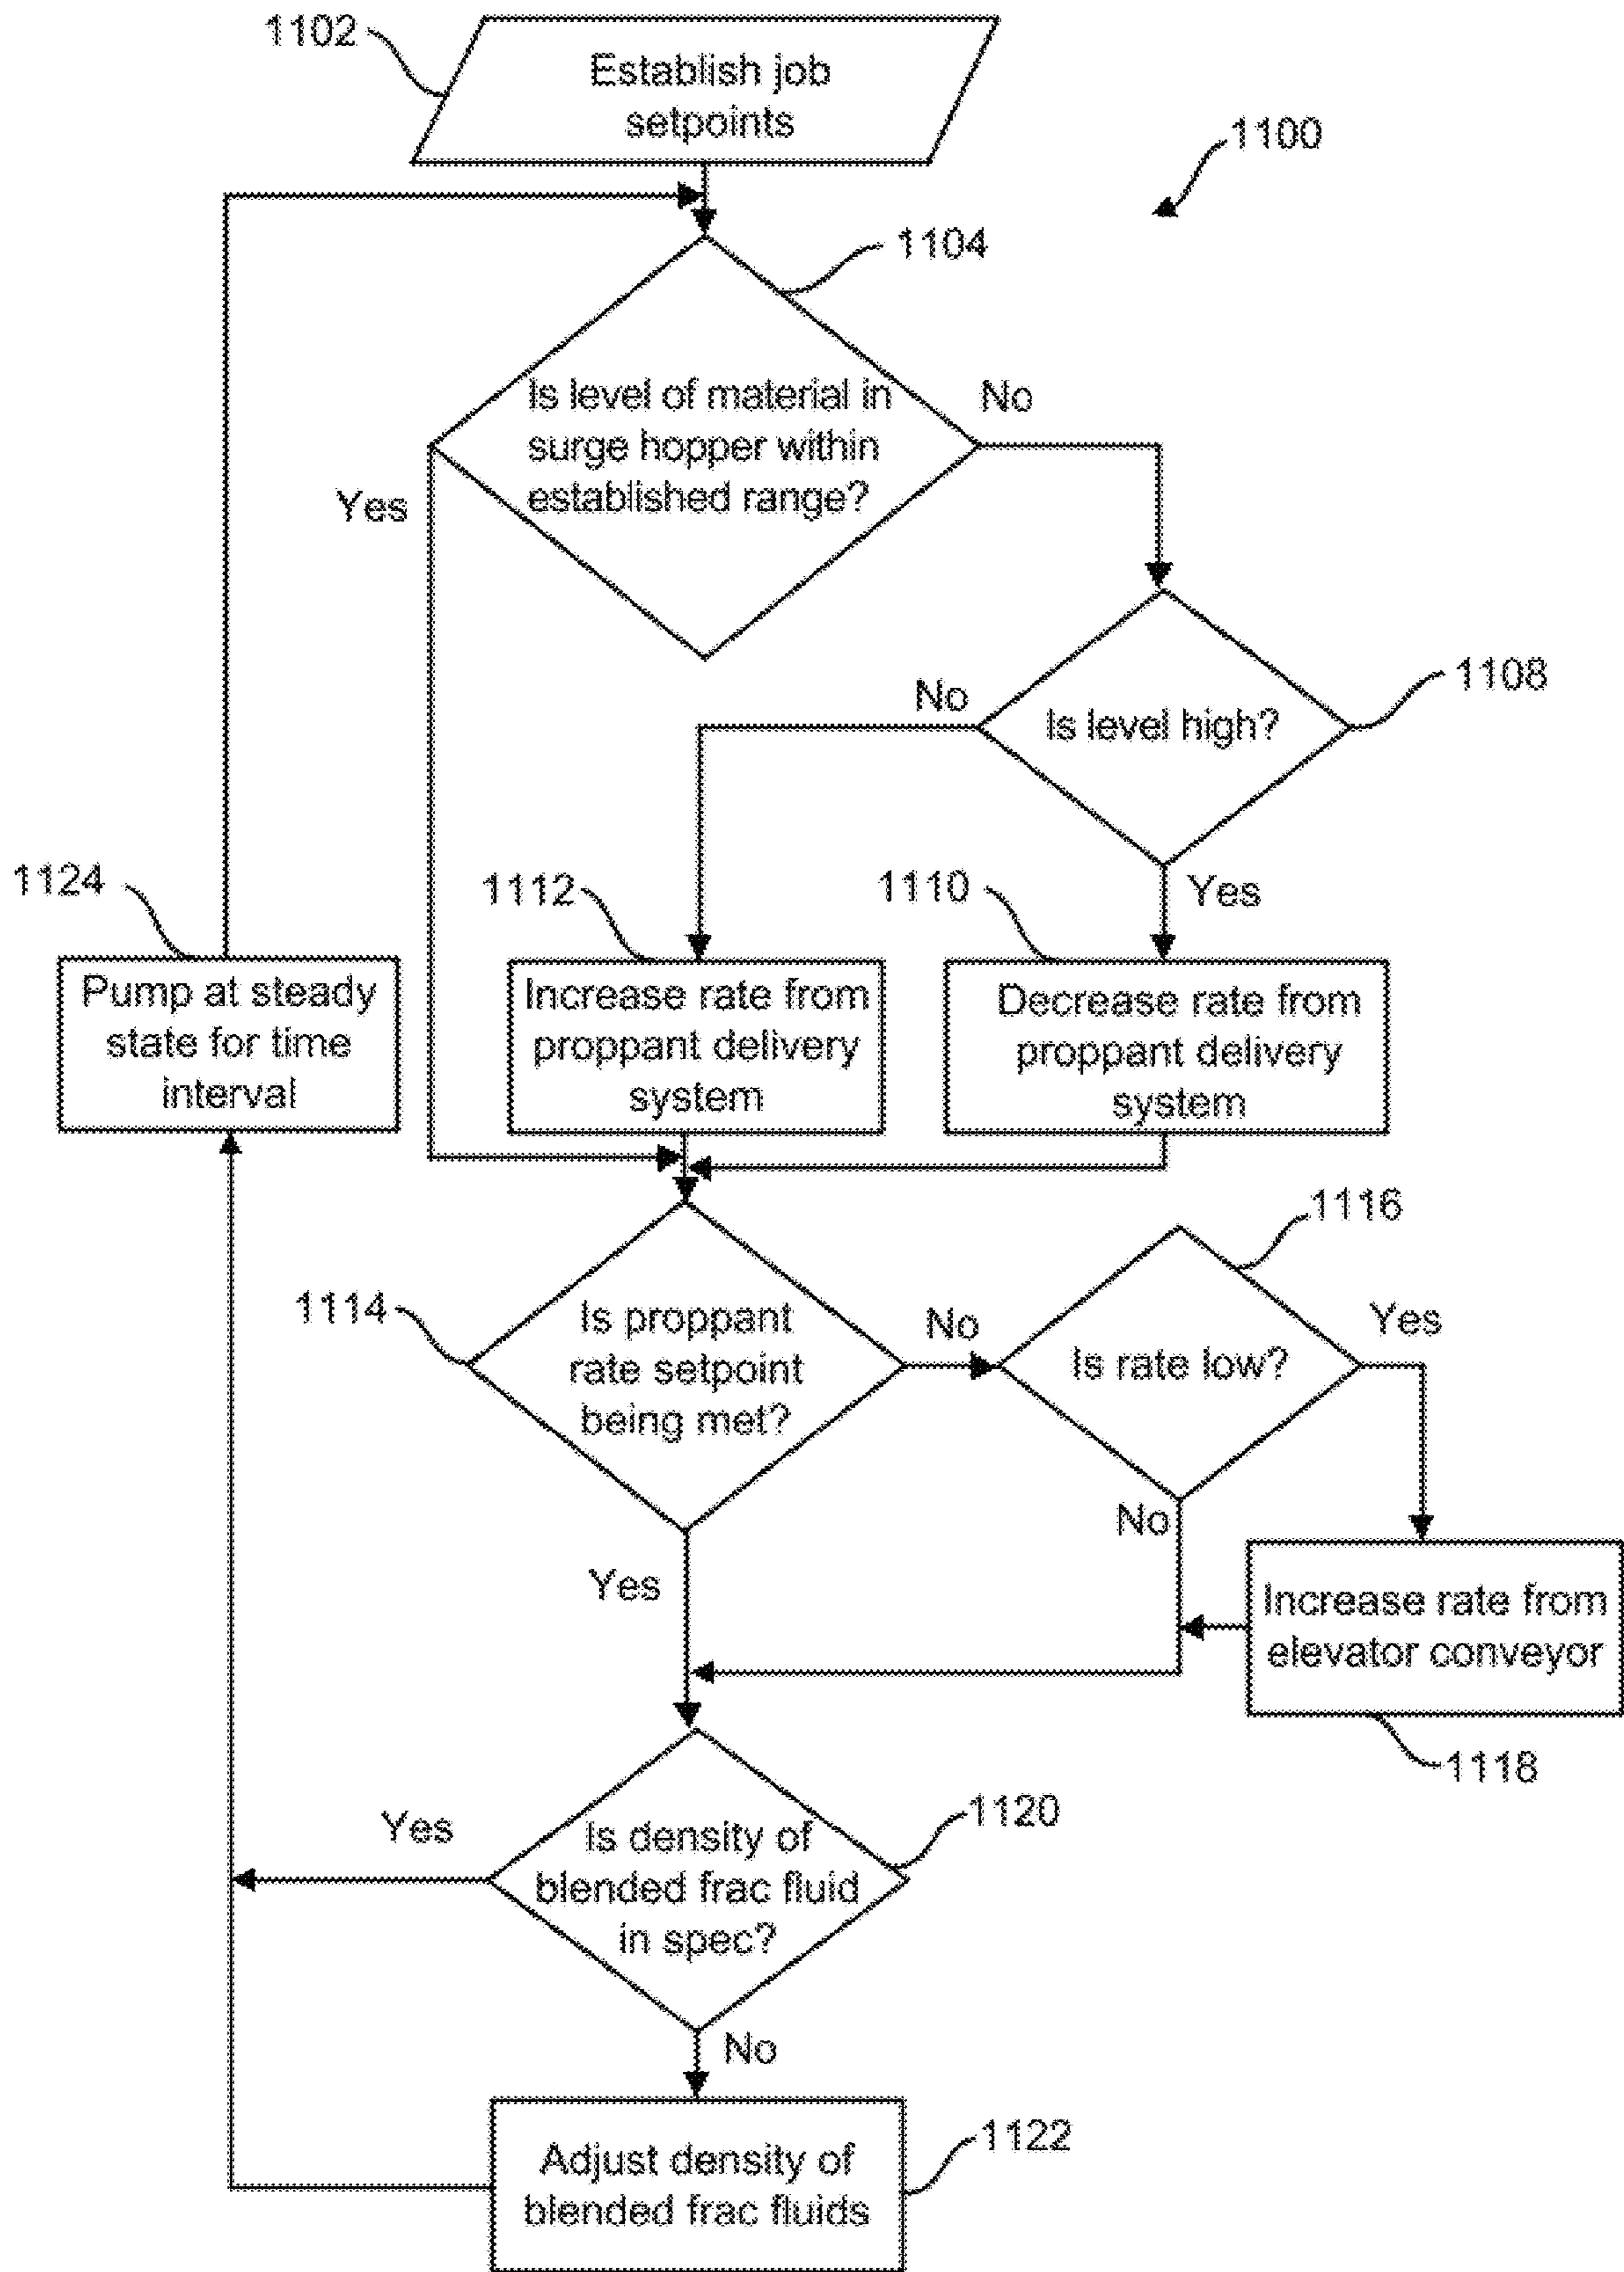 1102
Establish job
setpoints
1100
1104
Is level of material in
surge hopper within
established range?
No
Yes
1108
No
Is level high?
Yes
1124
1112
1110
Pump at steady
state for time
interval
Increase rate from
proppant delivery
system
Decrease rate from
proppant delivery
system
1116
1114
Is proppant
rate setpoint
being met?
No
Is rate low?
Yes
No
Yes
Increase rate from
elevator conveyor
1118
1120
Yes
Is density of
blended frac fluid
in spec?
No
1122
Adjust density of
blended frac fluids